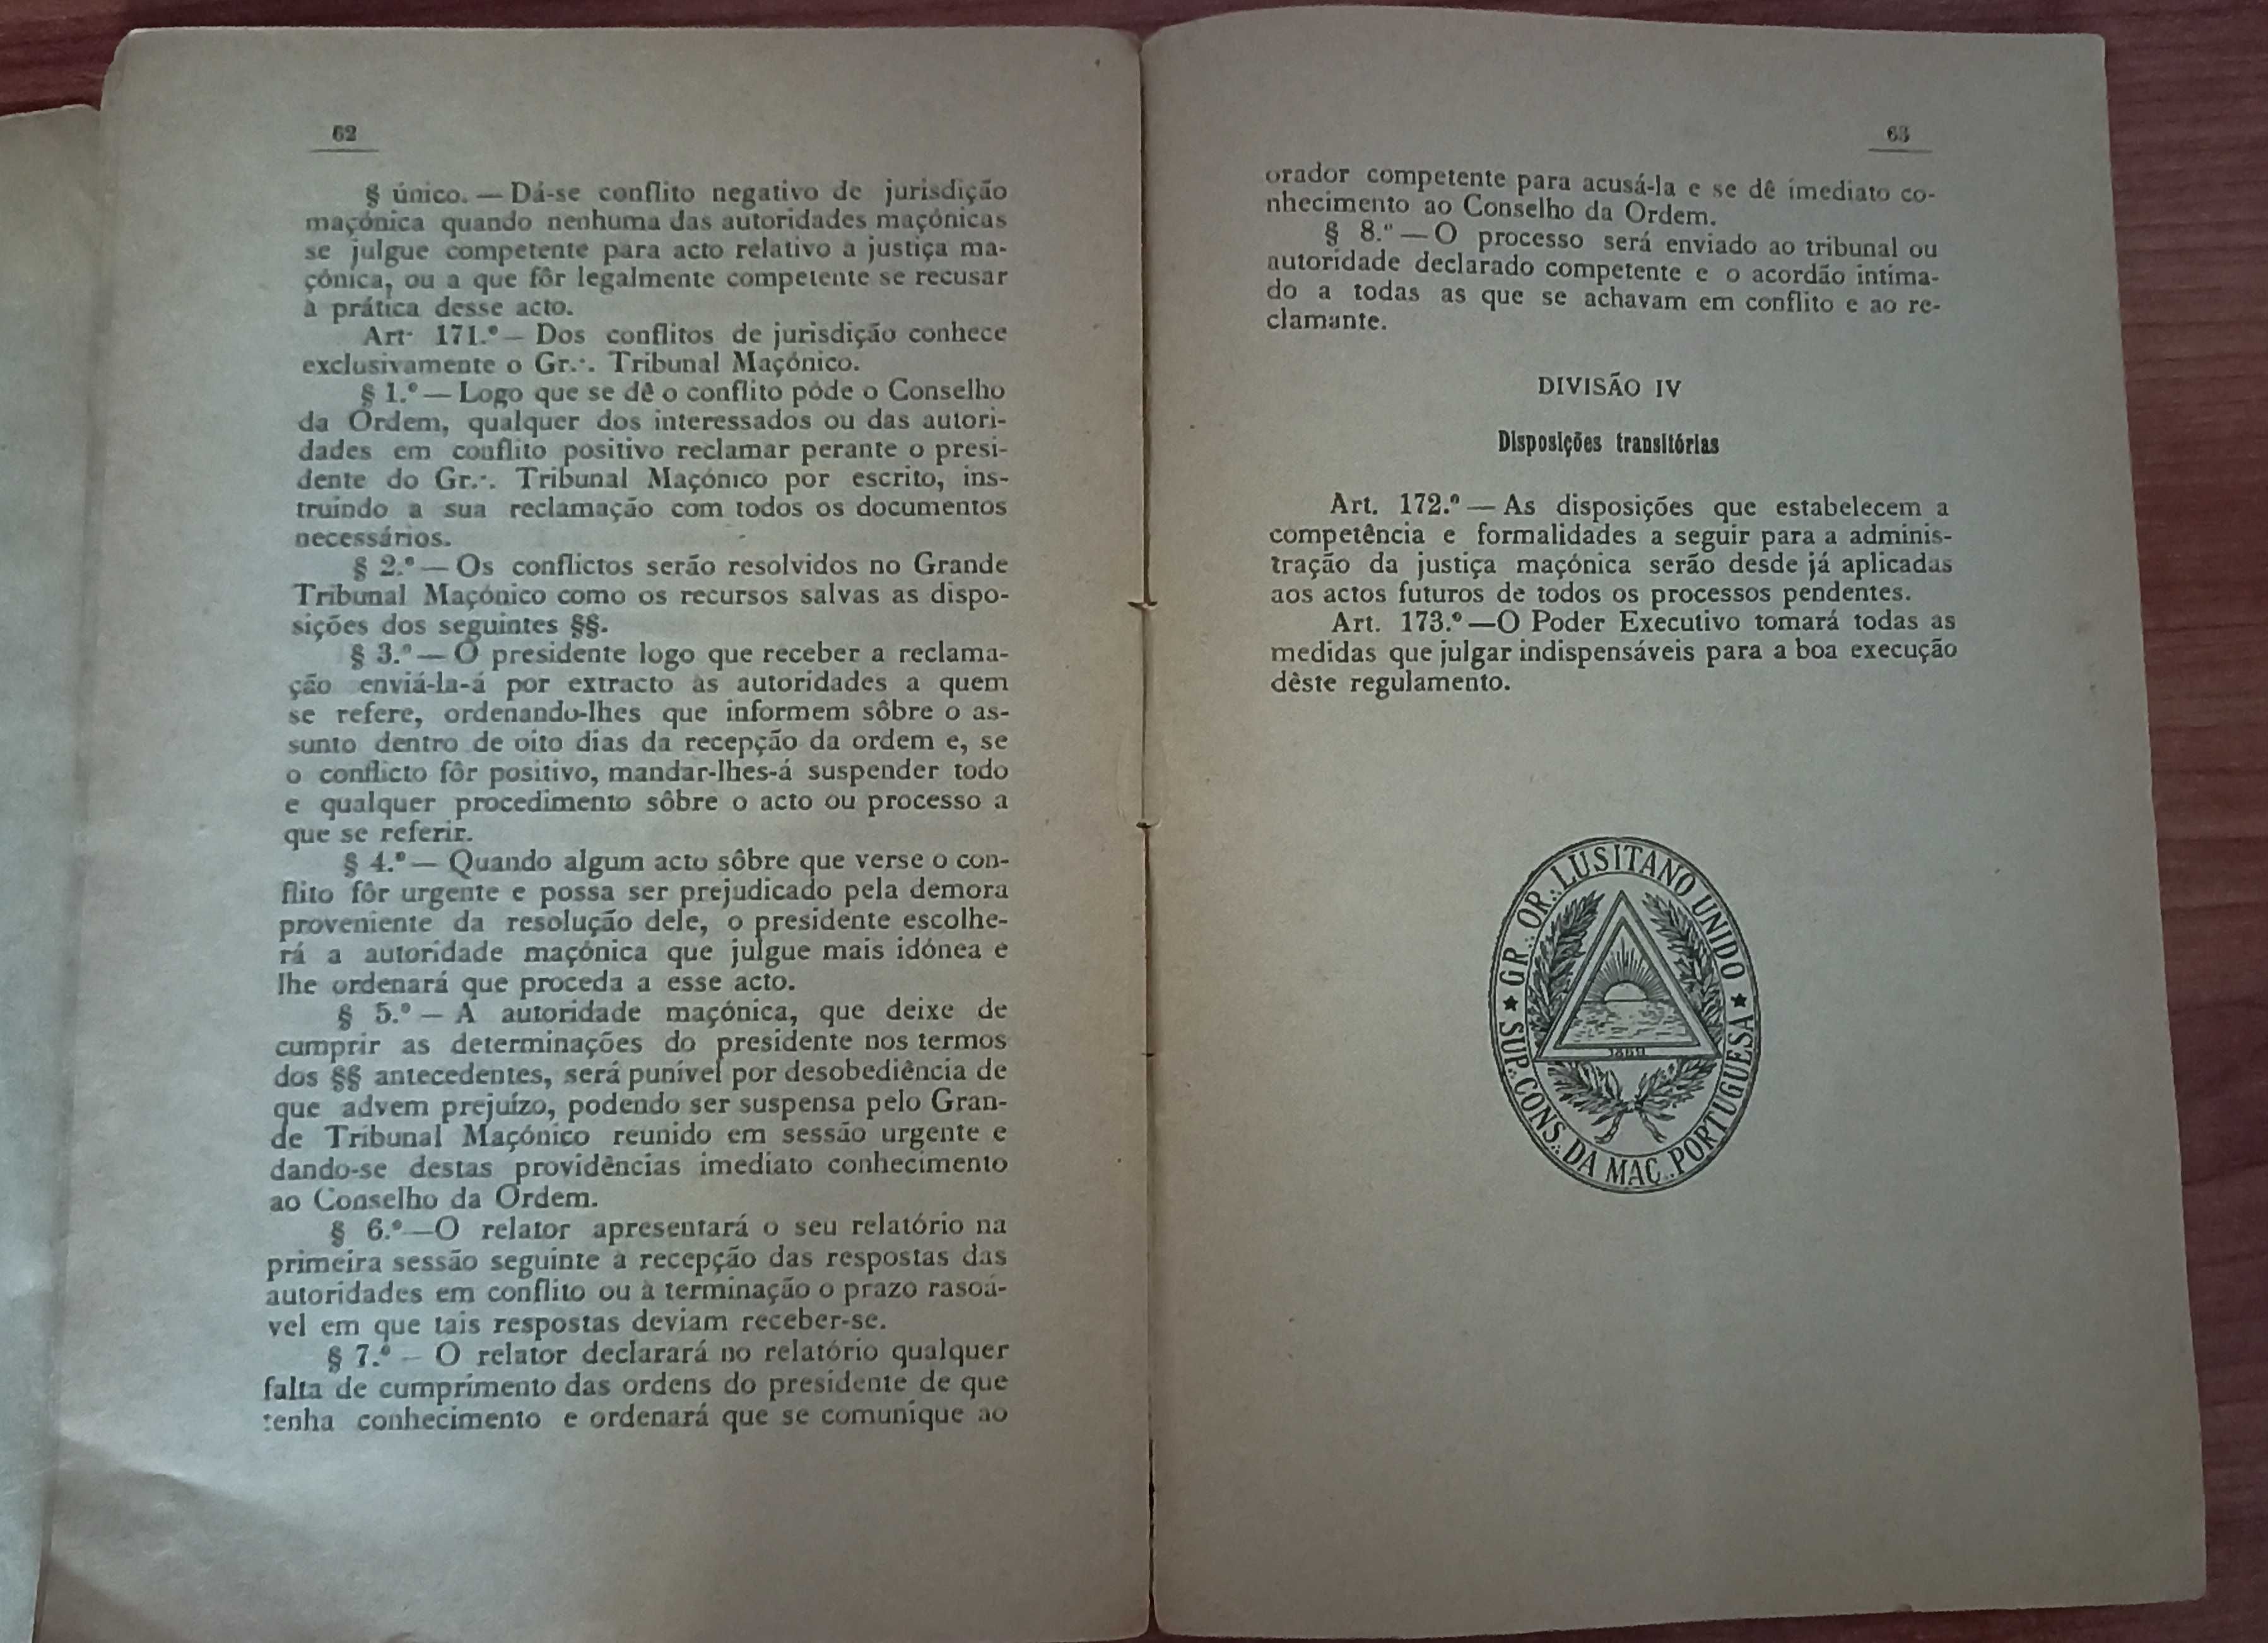 62
§ único. — Dá-se conflito negativo de jurisdição
maçónica quando nenhuma das autoridades maçónicas
se julgue competente para acto relativo a justiça ma-
çónica, ou a que fôr legalmente competente se recusar
à prática desse acto.
Art· 171.º — Dos conflitos de jurisdição conhece
exclusivamente o Gr.·. Tribunal Maçónico.
§ 1.º — Logo que se dê o conflito póde o Conselho
da Ordem, qualquer dos interessados ou das autori-
dades em conflito positivo reclamar perante o presi-
dente do Gr.·. Tribunal Maçónico por escrito, ins-
truindo a sua reclamação com todos os documentos
necessários.
§ 2.º — Os conflictos serão resolvidos no Grande
Tribunal Maçónico como os recursos salvas as dispo-
sições dos seguintes §§.
§ 3.º — O presidente logo que receber a reclama-
ção enviá-la-á por extracto às autoridades a quem
se refere, ordenando-lhes que informem sôbre o as-
sunto dentro de oito dias da recepção da ordem e, se
o conflicto fôr positivo, mandar-lhes-á suspender todo
e qualquer procedimento sôbre o acto ou processo a
que se referir.
§ 4.º — Quando algum acto sôbre que verse o con-
flito fôr urgente e possa ser prejudicado pela demora
proveniente da resolução dele, o presidente escolhe-
rá a autoridade maçónica que julgue mais idónea e
lhe ordenará que proceda a esse acto.
§ 5.º — A autoridade maçónica, que deixe de
cumprir as determinações do presidente nos termos
dos §§ antecedentes, será punível por desobediência de
que advem prejuízo, podendo ser suspensa pelo Gran-
de Tribunal Maçónico reunido em sessão urgente e
dando-se destas providências imediato conhecimento
ao Conselho da Ordem.
§ 6.º — O relator apresentará o seu relatório na
primeira sessão seguinte à recepção das respostas das
autoridades em conflito ou à terminação o prazo rasoá-
vel em que tais respostas deviam receber-se.
§ 7.º — O relator declarará no relatório qualquer
falta de cumprimento das ordens do presidente de que
tenha conhecimento e ordenará que se comunique ao
63
orador competente para acusá-la e se dê imediato co-
nhecimento ao Conselho da Ordem.
§ 8.º — O processo será enviado ao tribunal ou
autoridade declarado competente e o acordão intima-
do a todas as que se achavam em conflito e ao re-
clamante.
DIVISÃO IV
Disposições transitórias
Art. 172.º — As disposições que estabelecem a
competência e formalidades a seguir para a adminis-
tração da justiça maçónica serão desde já aplicadas
aos actos futuros de todos os processos pendentes.
Art. 173.º — O Poder Executivo tomará todas as
medidas que julgar indispensáveis para a boa execução
dêste regulamento.
★ GR.·. OR.·. LUSITANO UNIDO ★
SUP.·. CONS.·. DA MAÇ.·. PORTUGUESA
1869